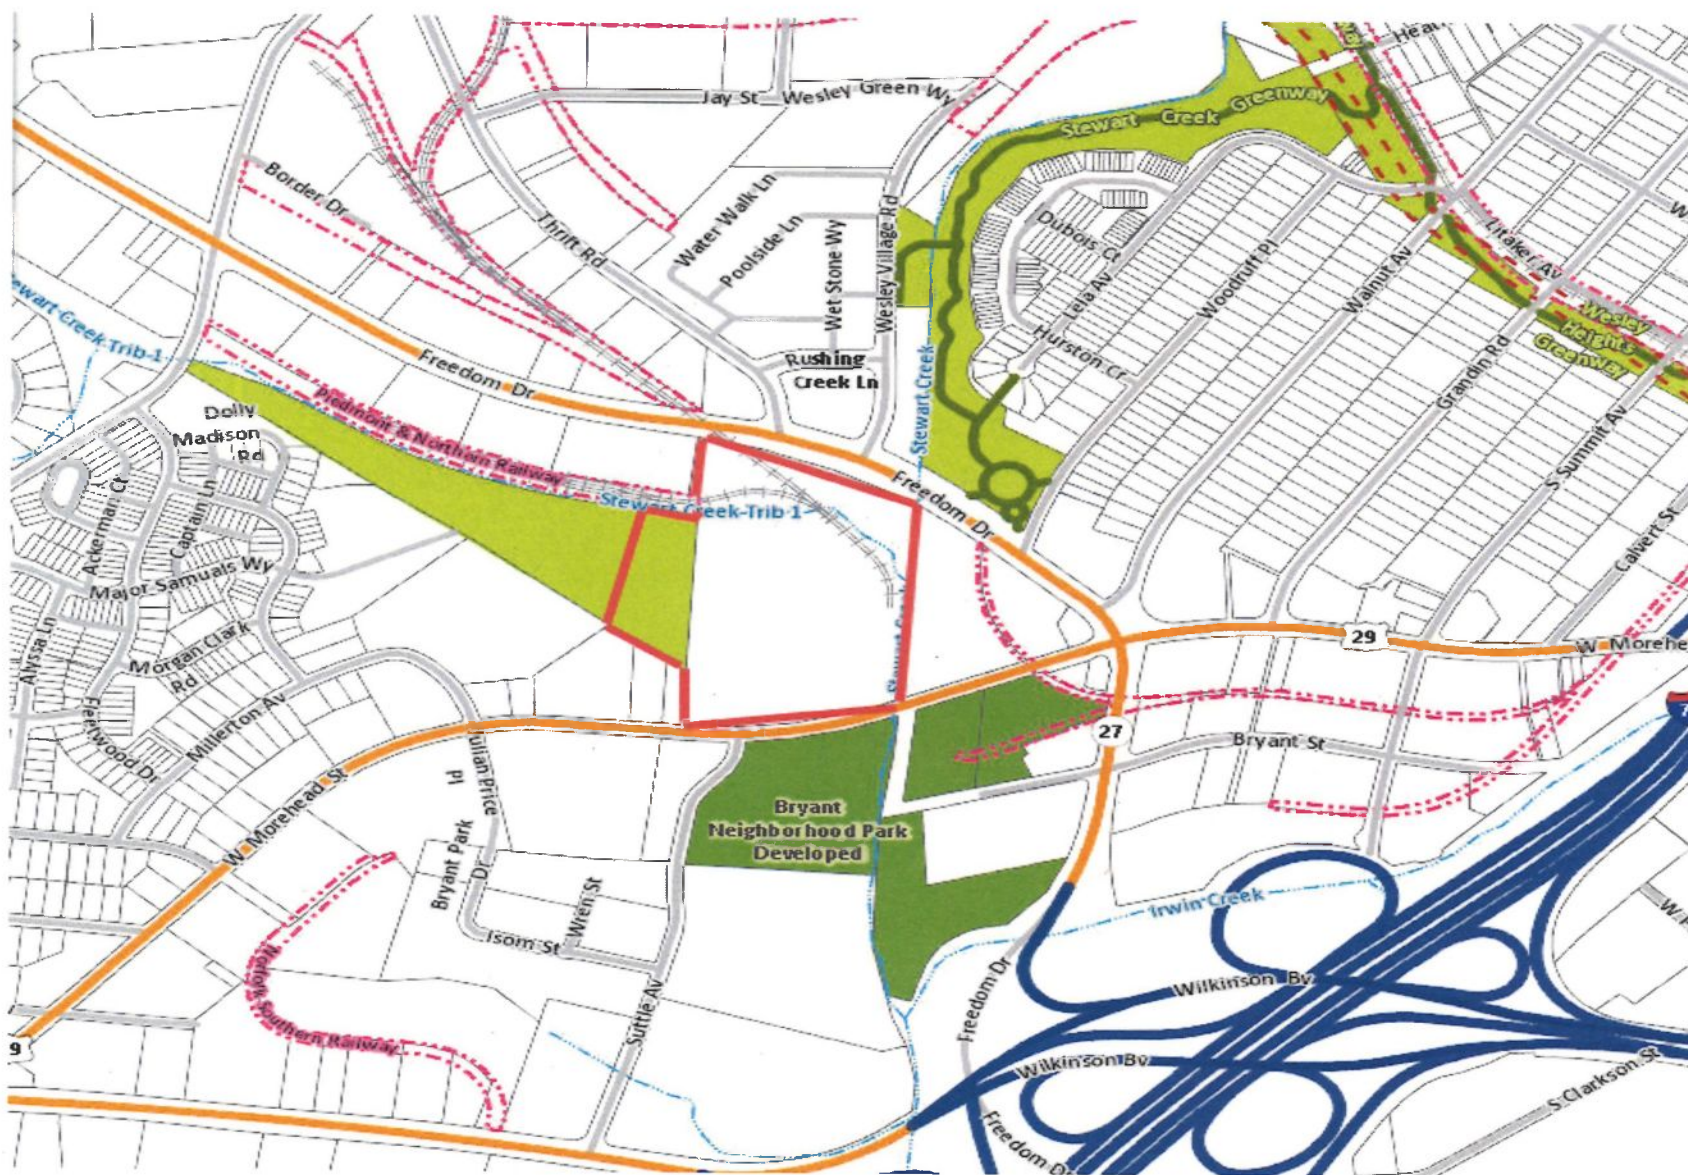 Heat
Way
Jay St
Wesley Green Wy
Stewart Creek Greenway
Border Dr
Thrift Rd
Water Walk Ln
Poolside Ln
Wet Stone Wy
Wesley Village Rd
Dubois Ct
Lela Av
Woodruff Pl
Walnut Av
Litaker Av
Wesley
Heights
Greenway
Grandin Rd
S Summit Av
ewart Creek Trib 1
Freedom Dr
Rushing
Creek Ln
Hurston Cr
Stewart Creek
Piedmont & Northern Railway
Dolly
Madison
Rd
Stewart Creek Trib 1
Freedom Dr
Ackerman Ct
Captain Ln
Major Samuals Wy
Calvert St
Alyssa Ln
Morgan Clark
Rd
29
W Morehe
Fleetwood Dr
Millerton Av
27
Bryant St
W Morehead St
Julian Price
Pl
Bryant
Neighborhood Park
Developed
Bryant Park
Dr
Wren St
Isom St
Irwin Creek
Norfolk Southern Railway
Suttle Av
Freedom Dr
Wilkinson Bv
9
Wilkinson Bv
S Clarkson St
Freedom Dr